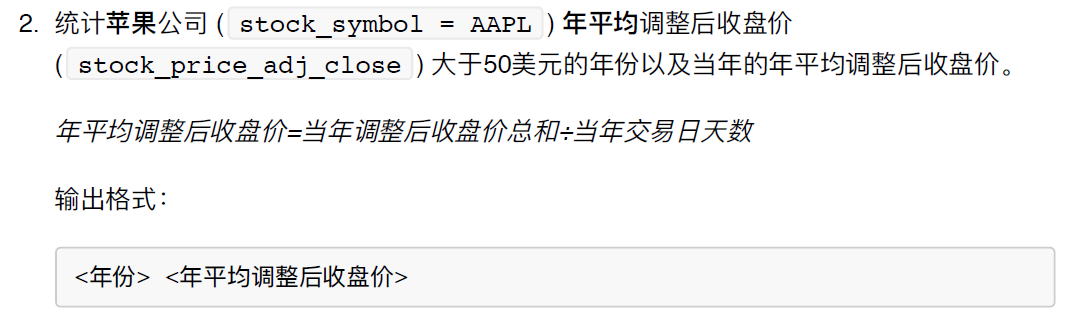 2. 统计苹果公司 ( stock_symbol = AAPL ) 年平均调整后收盘价
( stock_price_adj_close ) 大于50美元的年份以及当年的年平均调整后收盘价。
年平均调整后收盘价=当年调整后收盘价总和÷当年交易日天数
输出格式：
<年份> <年平均调整后收盘价>